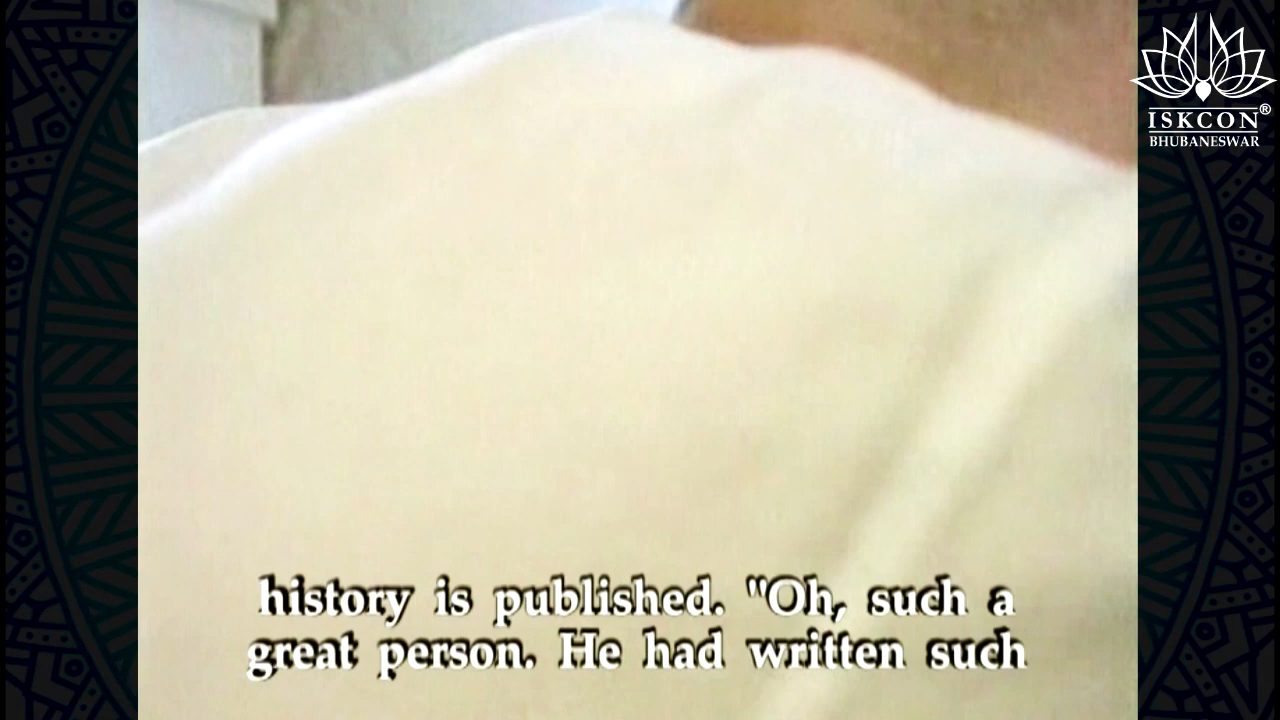 ISKCON®
BHUBANESWAR
history is published. "Oh, such a
great person. He had written such